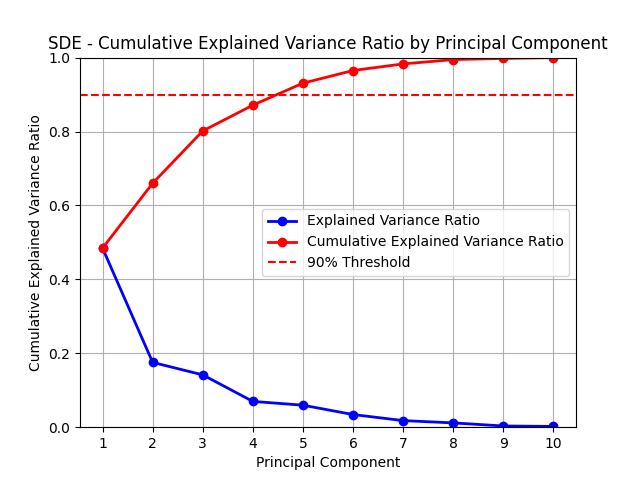 SDE - Cumulative Explained Variance Ratio by Principal Component
Cumulative Explained Variance Ratio
1.0
0.8
0.6
0.4
0.2
0.0
Explained Variance Ratio
Cumulative Explained Variance Ratio
90% Threshold
1 2 3 4 5 6 7 8 9 10
Principal Component